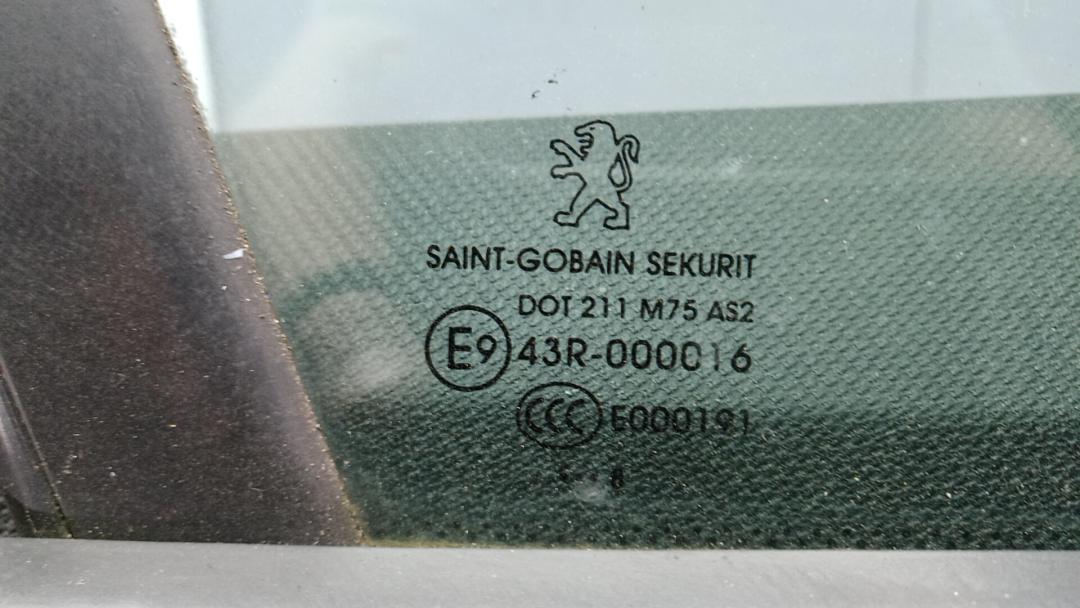 SAINT-GOBAIN SEKURIT
DOT 211 M75 AS2
E9 43R-000016
CCC E000191